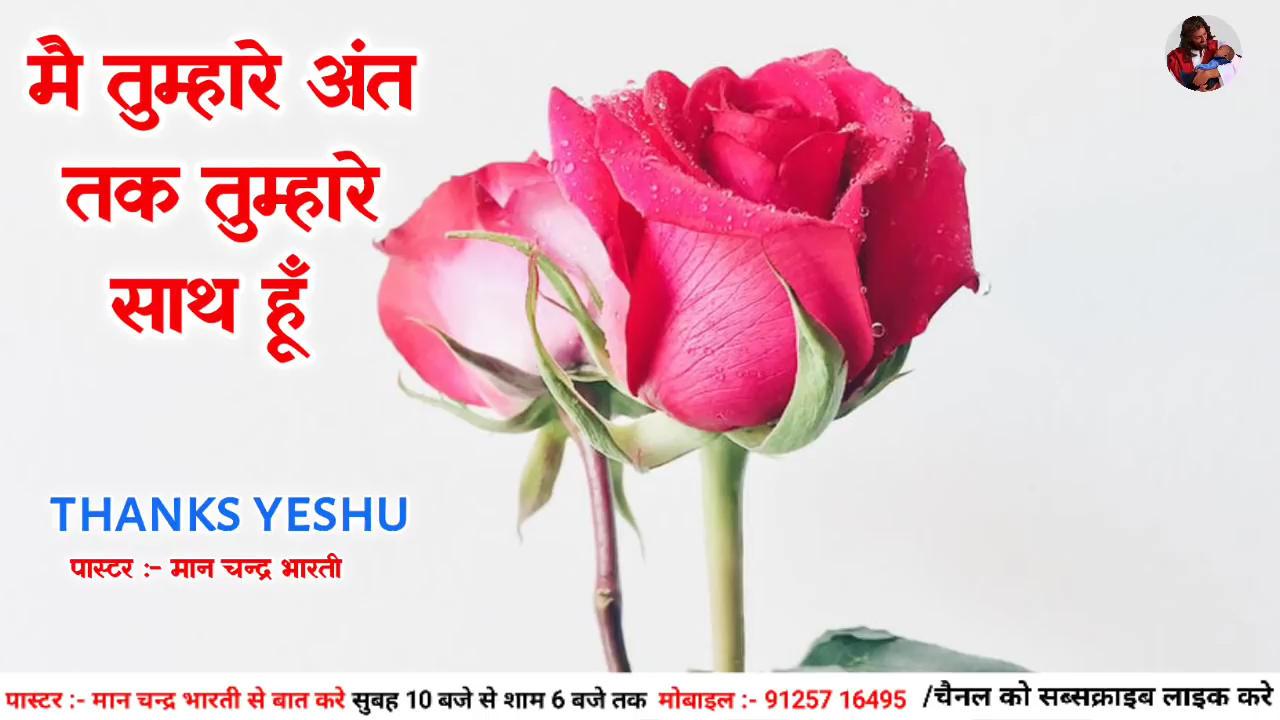 मै तुम्हारे अंत
तक तुम्हारे
साथ हूँ
THANKS YESHU
पास्टर :- मान चन्द्र भारती
पास्टर :- मान चन्द्र भारती से बात करे सुबह 10 बजे से शाम 6 बजे तक मोबाइल :- 91257 16495 /चैनल को सब्सक्राइब लाइक करे